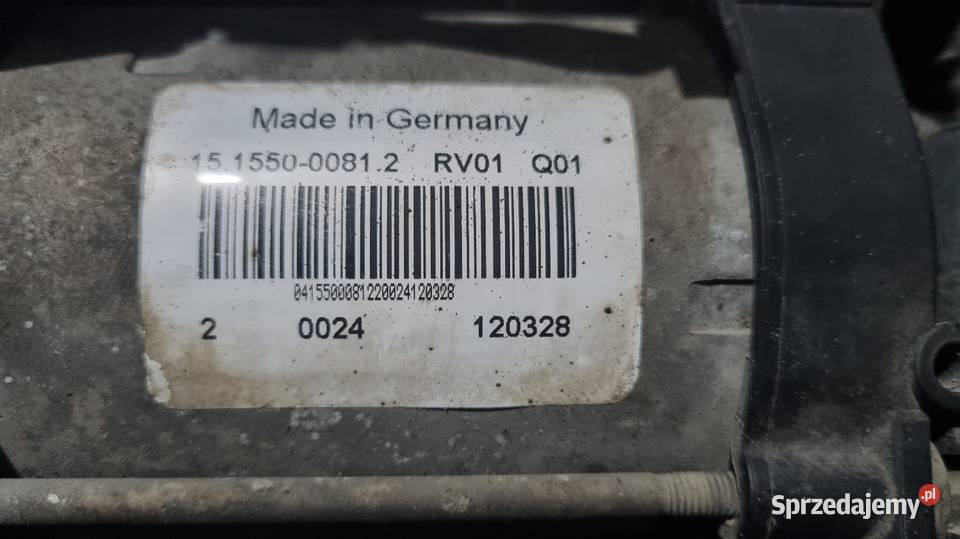 Made in Germany
15.1550-0081.2 RV01 Q01
0415500081220024120328
2 0024 120328
Sprzedajemy.pl